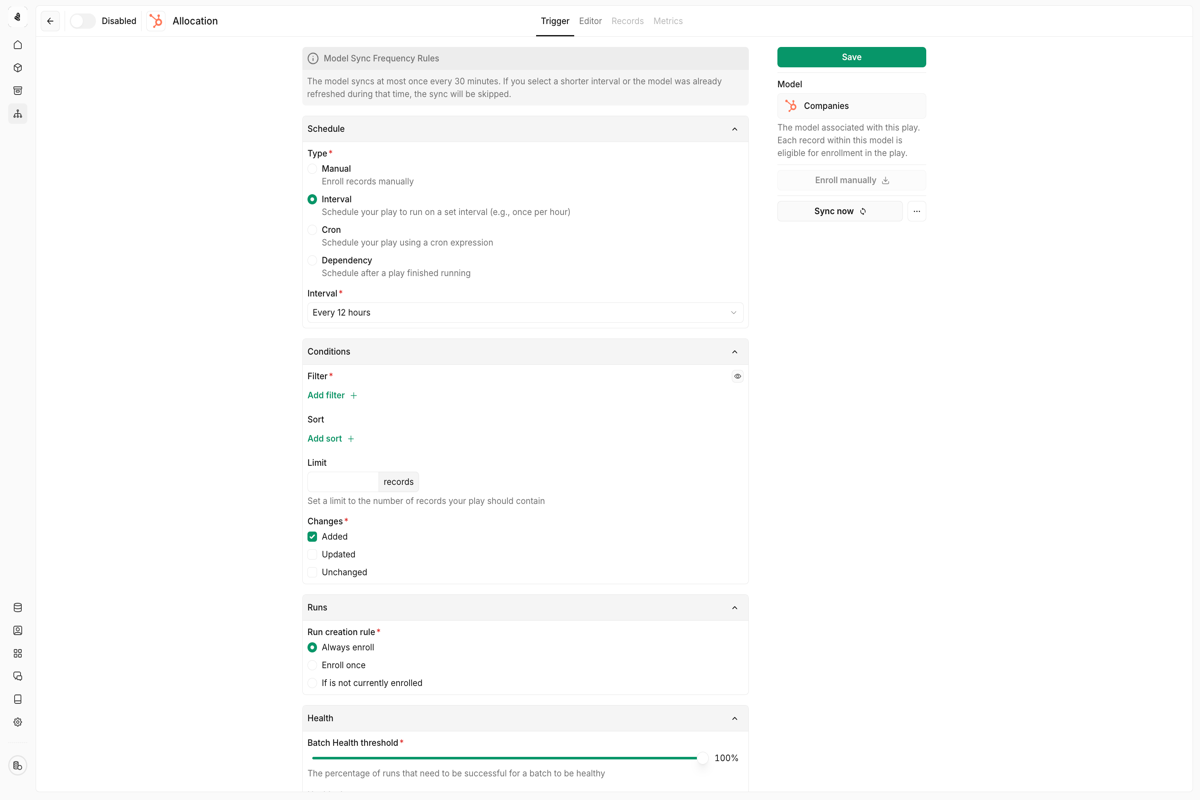 Disabled
Allocation
Trigger
Editor
Records
Metrics
Model Sync Frequency Rules
The model syncs at most once every 30 minutes. If you select a shorter interval or the model was already
refreshed during that time, the sync will be skipped.
Schedule
Type*
Manual
Enroll records manually
Interval
Schedule your play to run on a set interval (e.g., once per hour)
Cron
Schedule your play using a cron expression
Dependency
Schedule after a play finished running
Interval*
Every 12 hours
Conditions
Filter*
Add filter +
Sort
Add sort +
Limit
records
Set a limit to the number of records your play should contain
Changes*
Added
Updated
Unchanged
Runs
Run creation rule*
Always enroll
Enroll once
If is not currently enrolled
Health
Batch Health threshold*
100%
The percentage of runs that need to be successful for a batch to be healthy
Save
Model
Companies
The model associated with this play.
Each record within this model is
eligible for enrollment in the play.
Enroll manually
Sync now
...